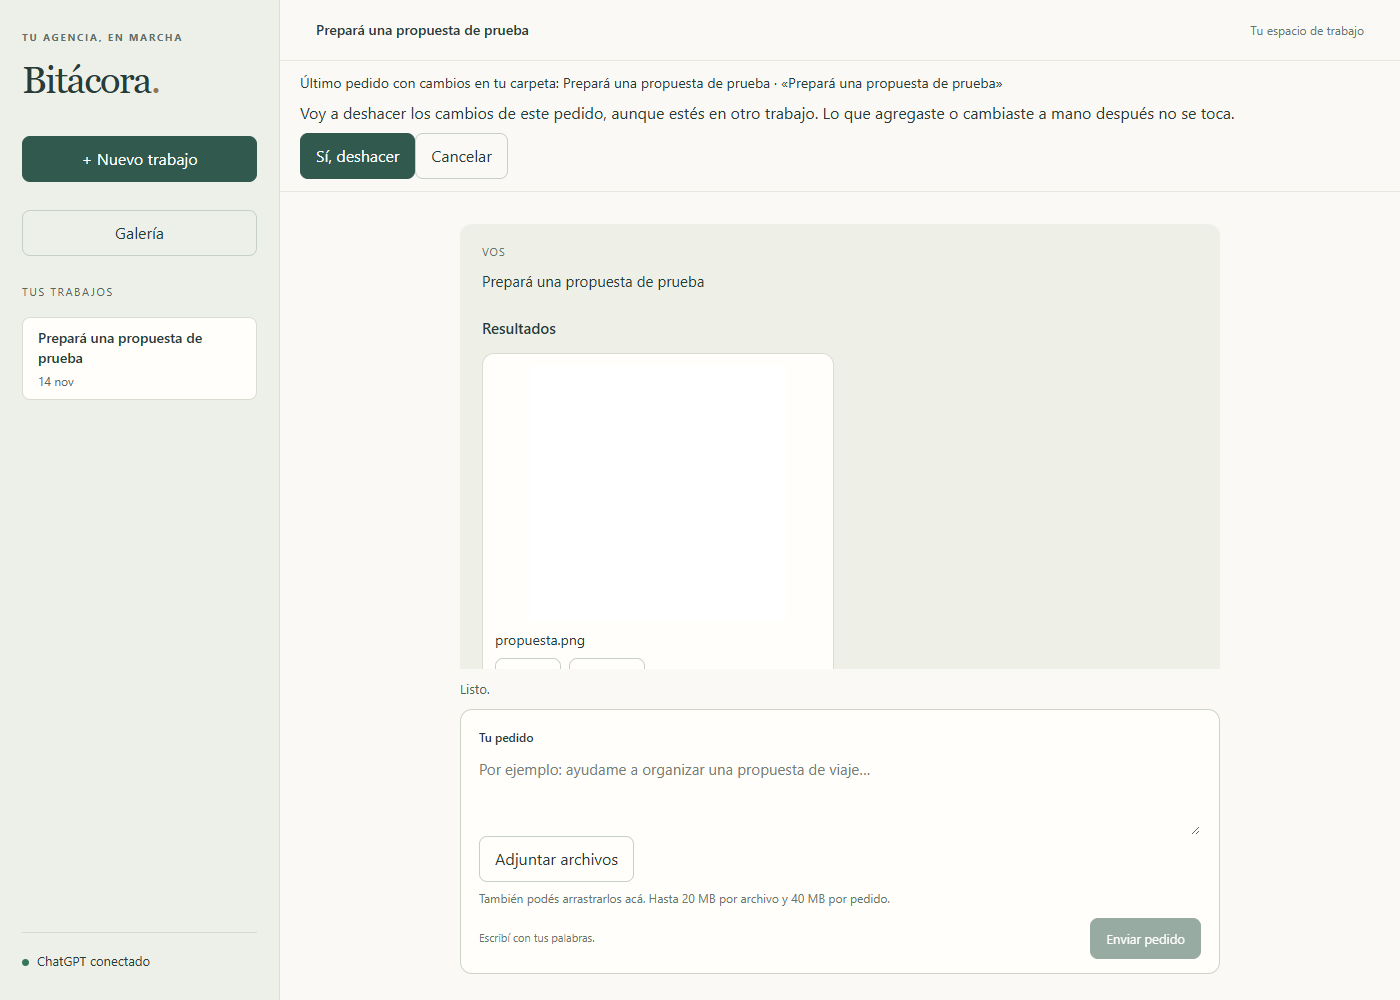 TU AGENCIA, EN MARCHA
Bitácora.
+ Nuevo trabajo
Galería
TUS TRABAJOS
Prepará una propuesta de
prueba
14 nov
ChatGPT conectado
Prepará una propuesta de prueba
Tu espacio de trabajo
Último pedido con cambios en tu carpeta: Prepará una propuesta de prueba · «Prepará una propuesta de prueba»
Voy a deshacer los cambios de este pedido, aunque estés en otro trabajo. Lo que agregaste o cambiaste a mano después no se toca.
Sí, deshacer
Cancelar
VOS
Prepará una propuesta de prueba
Resultados
propuesta.png
Listo.
Tu pedido
Por ejemplo: ayudame a organizar una propuesta de viaje...
Adjuntar archivos
También podés arrastrarlos acá. Hasta 20 MB por archivo y 40 MB por pedido.
Escribí con tus palabras.
Enviar pedido